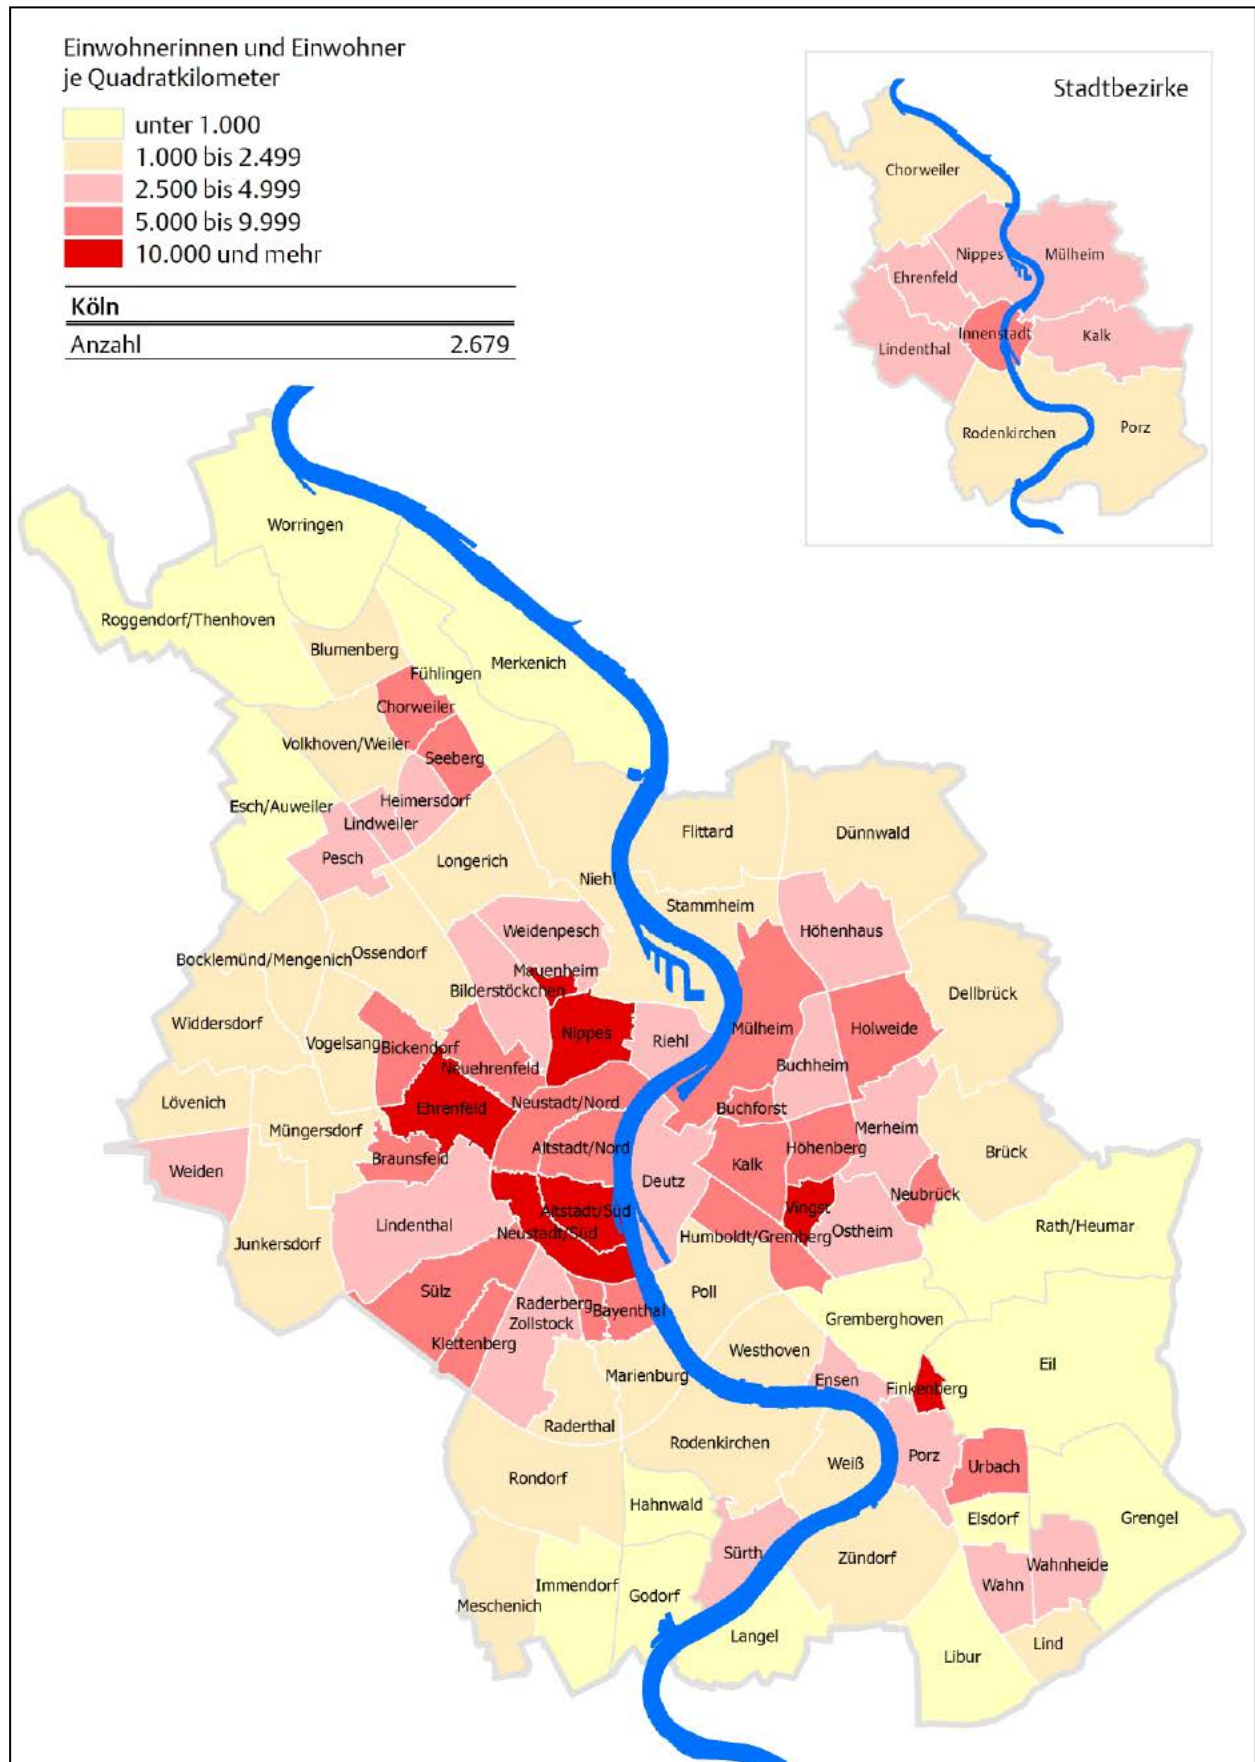 Einwohnerinnen und Einwohner
je Quadratkilometer
unter 1.000
1.000 bis 2.499
2.500 bis 4.999
5.000 bis 9.999
10.000 und mehr
Köln
Anzahl 2.679
Stadtbezirke
Chorweiler
Nippes
Mülheim
Ehrenfeld
Innenstadt
Kalk
Lindenthal
Rodenkirchen
Porz
Worringen
Roggendorf/Thenhoven
Blumenberg
Fühlingen
Merkenich
Chorweiler
Volkhoven/Weiler
Seeberg
Esch/Auweiler
Heimersdorf
Lindweiler
Pesch
Longerich
Niehl
Flittard
Dünnwald
Stammheim
Höhenhaus
Weidenpesch
Ossendorf
Bocklemünd/Mengenich
Mauenheim
Bilderstöckchen
Dellbrück
Widdersdorf
Vogelsang
Bickendorf
Nippes
Riehl
Mülheim
Holweide
Neuehrenfeld
Buchheim
Lövenich
Ehrenfeld
Neustadt/Nord
Buchforst
Müngersdorf
Merheim
Altstadt/Nord
Höhenberg
Brück
Braunsfeld
Weiden
Kalk
Deutz
Neubrück
Vingst
Altstadt/Süd
Lindenthal
Neustadt/Süd
Humboldt/Gremberg
Ostheim
Rath/Heumar
Junkersdorf
Sülz
Poll
Raderberg
Bayenthal
Zollstock
Gremberghoven
Klettenberg
Westhoven
Eil
Marienburg
Ensen
Finkenberg
Raderthal
Rodenkirchen
Weiß
Porz
Urbach
Rondorf
Hahnwald
Elsdorf
Grengel
Sürth
Zündorf
Wahnheide
Wahn
Immendorf
Godorf
Meschenich
Langel
Lind
Libur